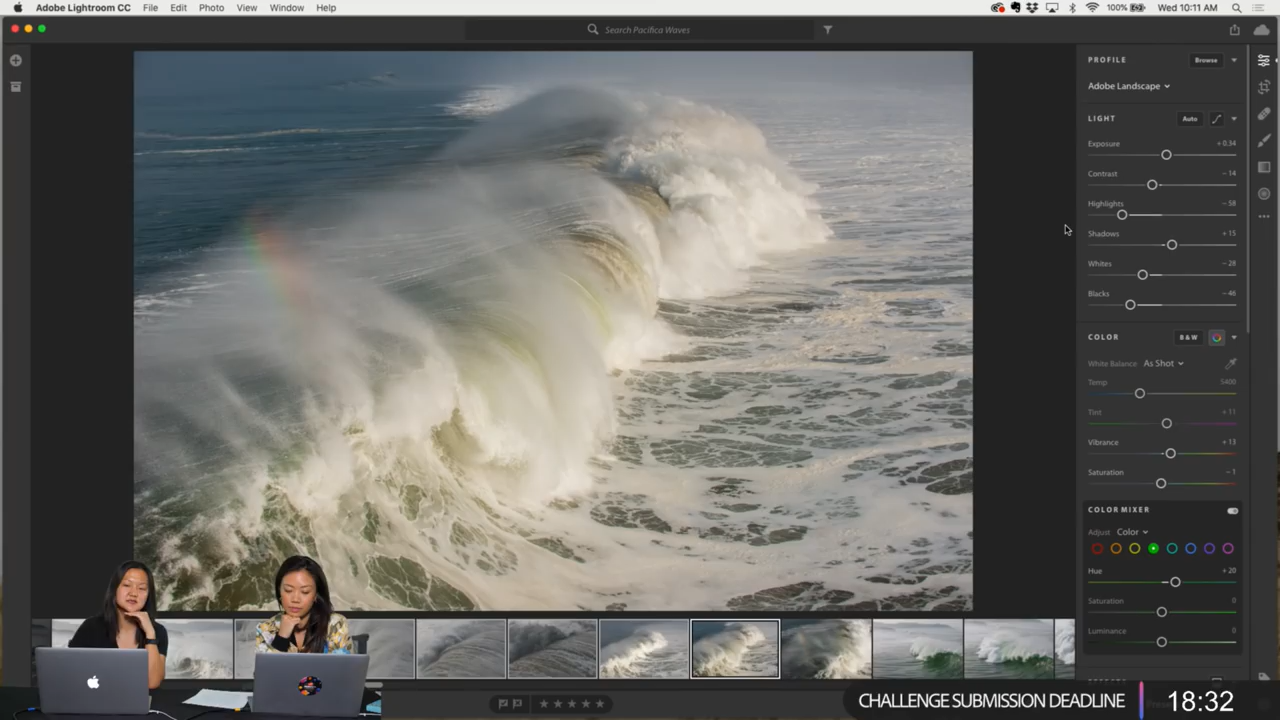 Adobe Lightroom CC File Edit Photo View Window Help
100% Wed 10:11 AM
Search Pacifica Waves
PROFILE Browse
Adobe Landscape
LIGHT Auto
Exposure + 0.34
Contrast – 14
Highlights – 58
Shadows + 15
Whites – 28
Blacks – 46
COLOR B&W
White Balance As Shot
Temp 5400
Tint + 11
Vibrance + 13
Saturation – 1
COLOR MIXER
Adjust Color
Hue + 20
Saturation 0
Luminance 0
CHALLENGE SUBMISSION DEADLINE 18:32